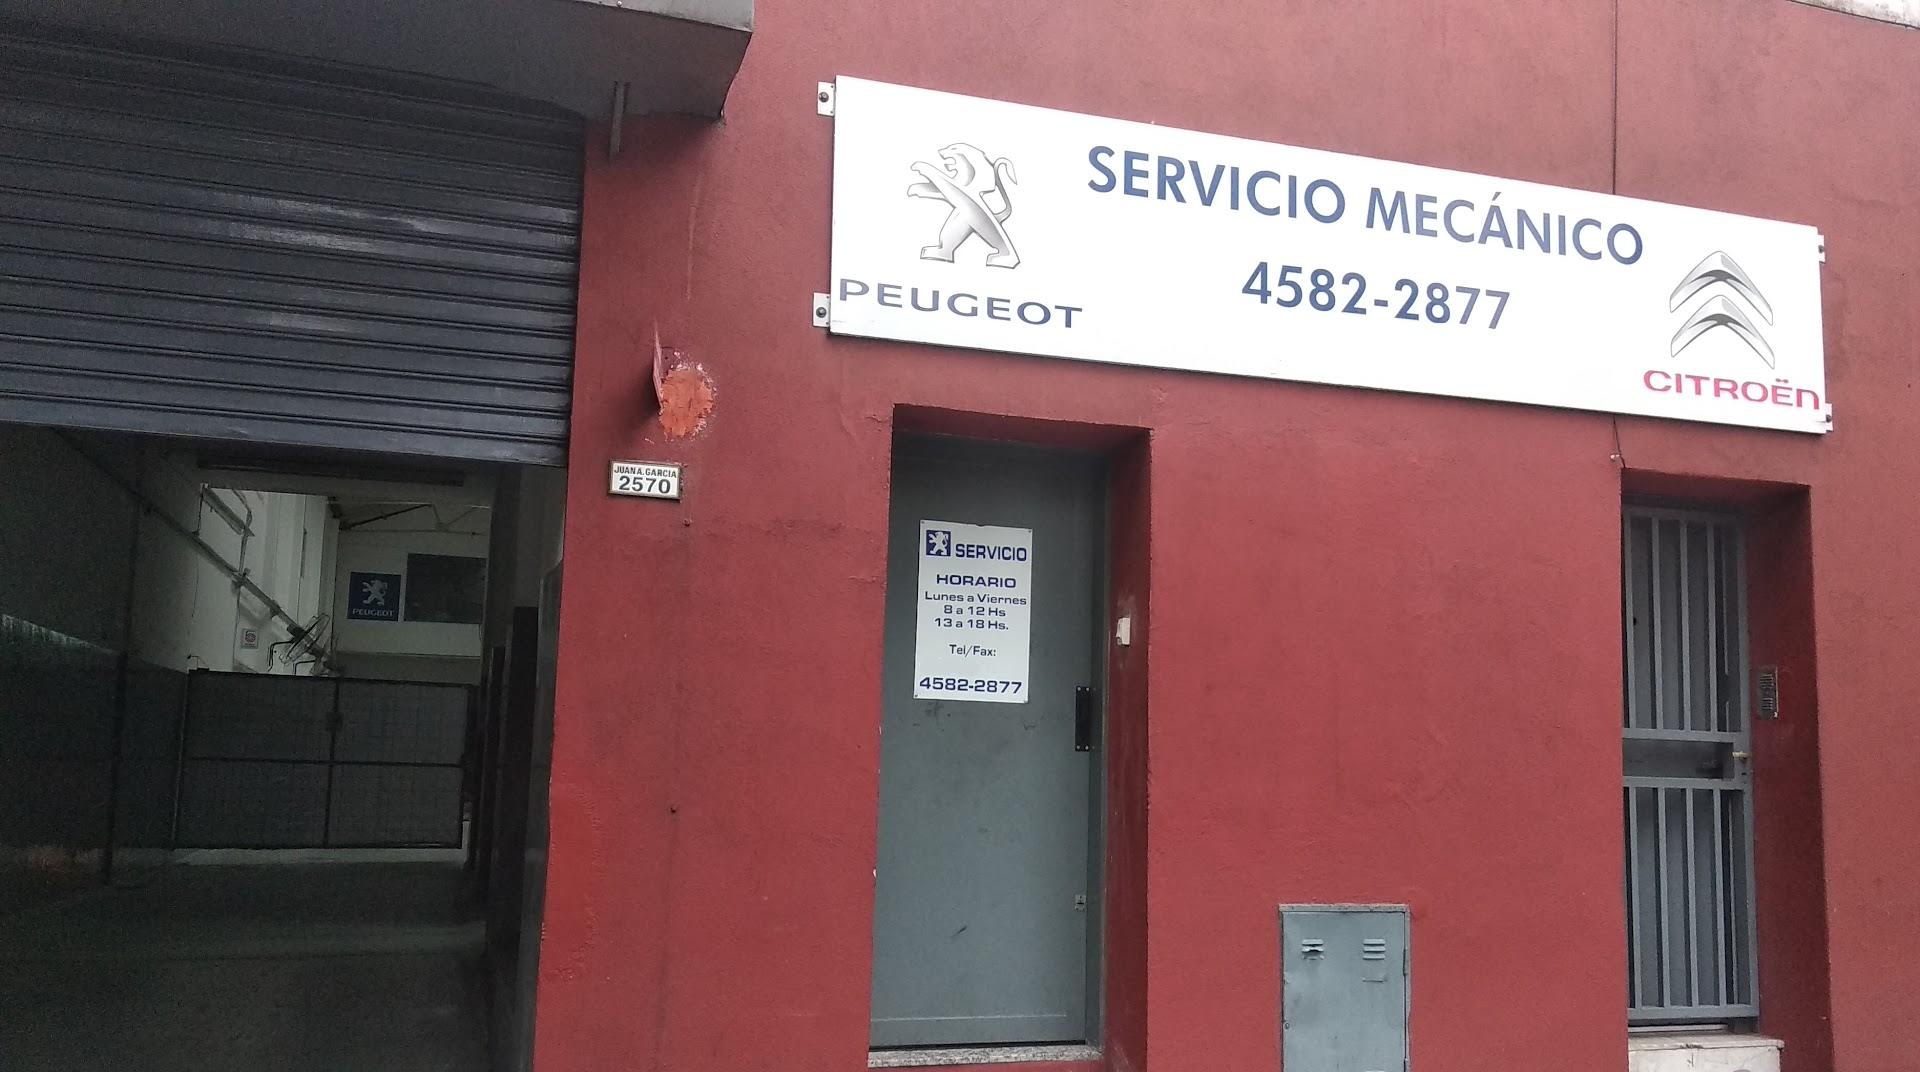 SERVICIO MECÁNICO
4582-2877
PEUGEOT
CITROËN
JUAN A. GARCIA
2570
SERVICIO
HORARIO
Lunes a Viernes
8 a 12 Hs
13 a 18 Hs.
Tel/Fax:
4582-2877
PEUGEOT